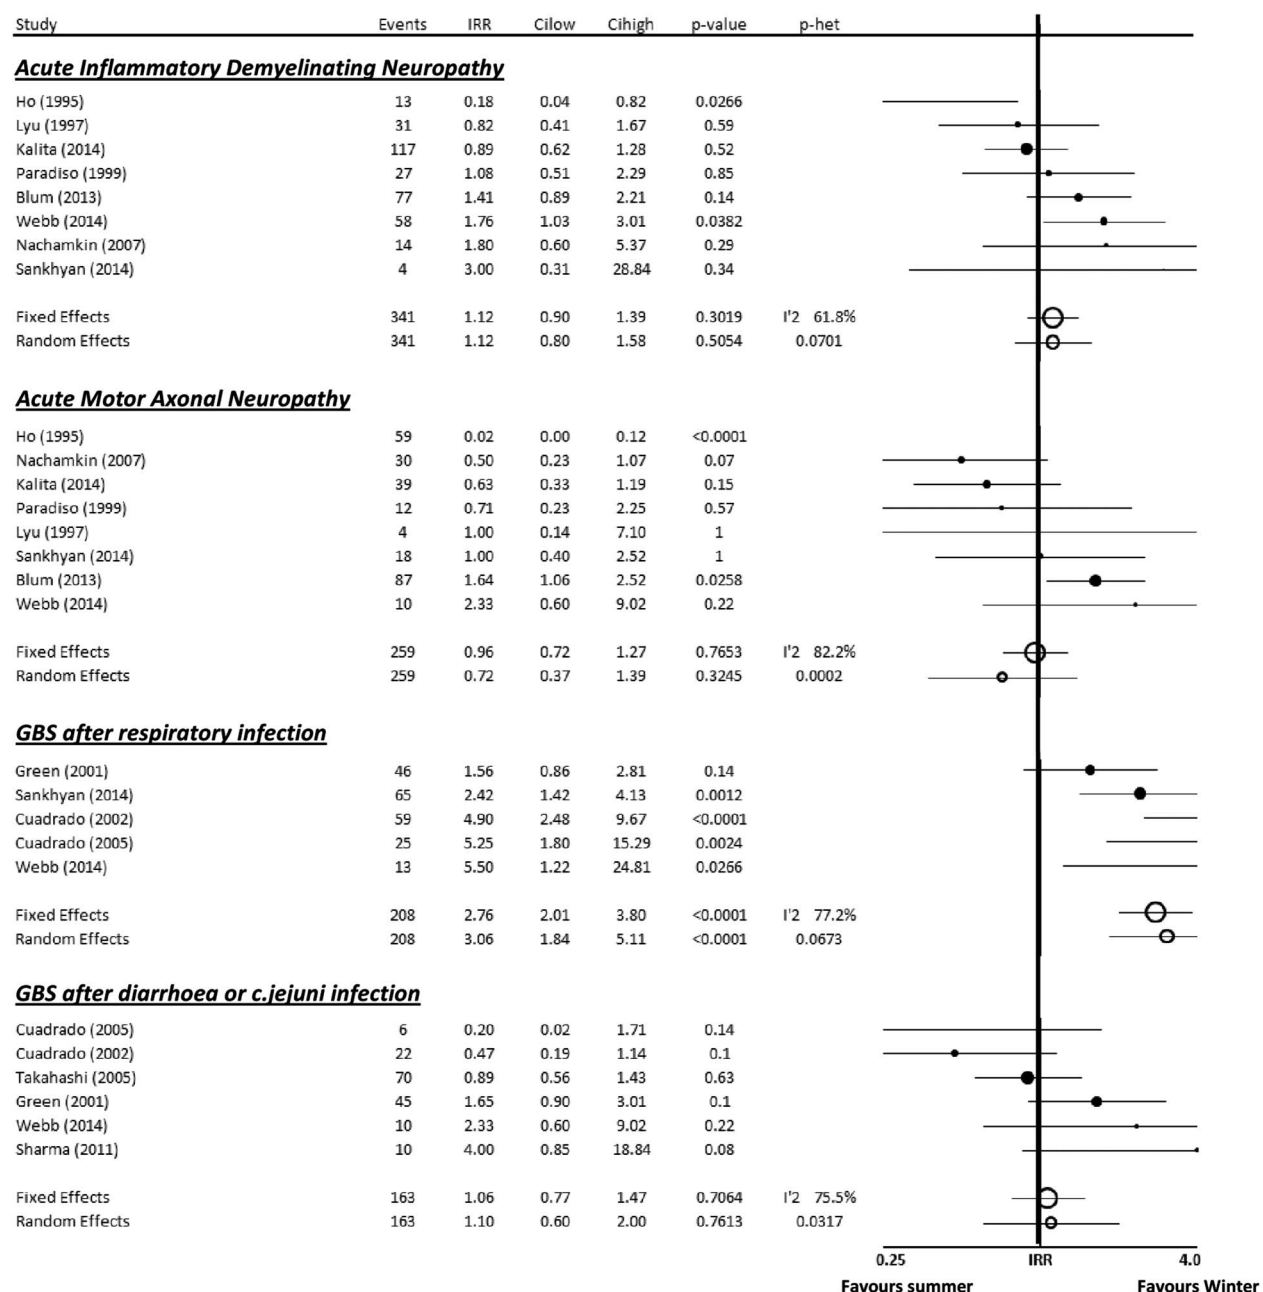 Study Events IRR Cilow Cihigh p-value p-het
Acute Inflammatory Demyelinating Neuropathy
Ho (1995) 13 0.18 0.04 0.82 0.0266
Lyu (1997) 31 0.82 0.41 1.67 0.59
Kalita (2014) 117 0.89 0.62 1.28 0.52
Paradiso (1999) 27 1.08 0.51 2.29 0.85
Blum (2013) 77 1.41 0.89 2.21 0.14
Webb (2014) 58 1.76 1.03 3.01 0.0382
Nachamkin (2007) 14 1.80 0.60 5.37 0.29
Sankhyan (2014) 4 3.00 0.31 28.84 0.34
Fixed Effects 341 1.12 0.90 1.39 0.3019 I'2 61.8%
Random Effects 341 1.12 0.80 1.58 0.5054 0.0701
Acute Motor Axonal Neuropathy
Ho (1995) 59 0.02 0.00 0.12 <0.0001
Nachamkin (2007) 30 0.50 0.23 1.07 0.07
Kalita (2014) 39 0.63 0.33 1.19 0.15
Paradiso (1999) 12 0.71 0.23 2.25 0.57
Lyu (1997) 4 1.00 0.14 7.10 1
Sankhyan (2014) 18 1.00 0.40 2.52 1
Blum (2013) 87 1.64 1.06 2.52 0.0258
Webb (2014) 10 2.33 0.60 9.02 0.22
Fixed Effects 259 0.96 0.72 1.27 0.7653 I'2 82.2%
Random Effects 259 0.72 0.37 1.39 0.3245 0.0002
GBS after respiratory infection
Green (2001) 46 1.56 0.86 2.81 0.14
Sankhyan (2014) 65 2.42 1.42 4.13 0.0012
Cuadrado (2002) 59 4.90 2.48 9.67 <0.0001
Cuadrado (2005) 25 5.25 1.80 15.29 0.0024
Webb (2014) 13 5.50 1.22 24.81 0.0266
Fixed Effects 208 2.76 2.01 3.80 <0.0001 I'2 77.2%
Random Effects 208 3.06 1.84 5.11 <0.0001 0.0673
GBS after diarrhoea or c.jejuni infection
Cuadrado (2005) 6 0.20 0.02 1.71 0.14
Cuadrado (2002) 22 0.47 0.19 1.14 0.1
Takahashi (2005) 70 0.89 0.56 1.43 0.63
Green (2001) 45 1.65 0.90 3.01 0.1
Webb (2014) 10 2.33 0.60 9.02 0.22
Sharma (2011) 10 4.00 0.85 18.84 0.08
Fixed Effects 163 1.06 0.77 1.47 0.7064 I'2 75.5%
Random Effects 163 1.10 0.60 2.00 0.7613 0.0317
0.25 IRR 4.0
Favours summer Favours Winter